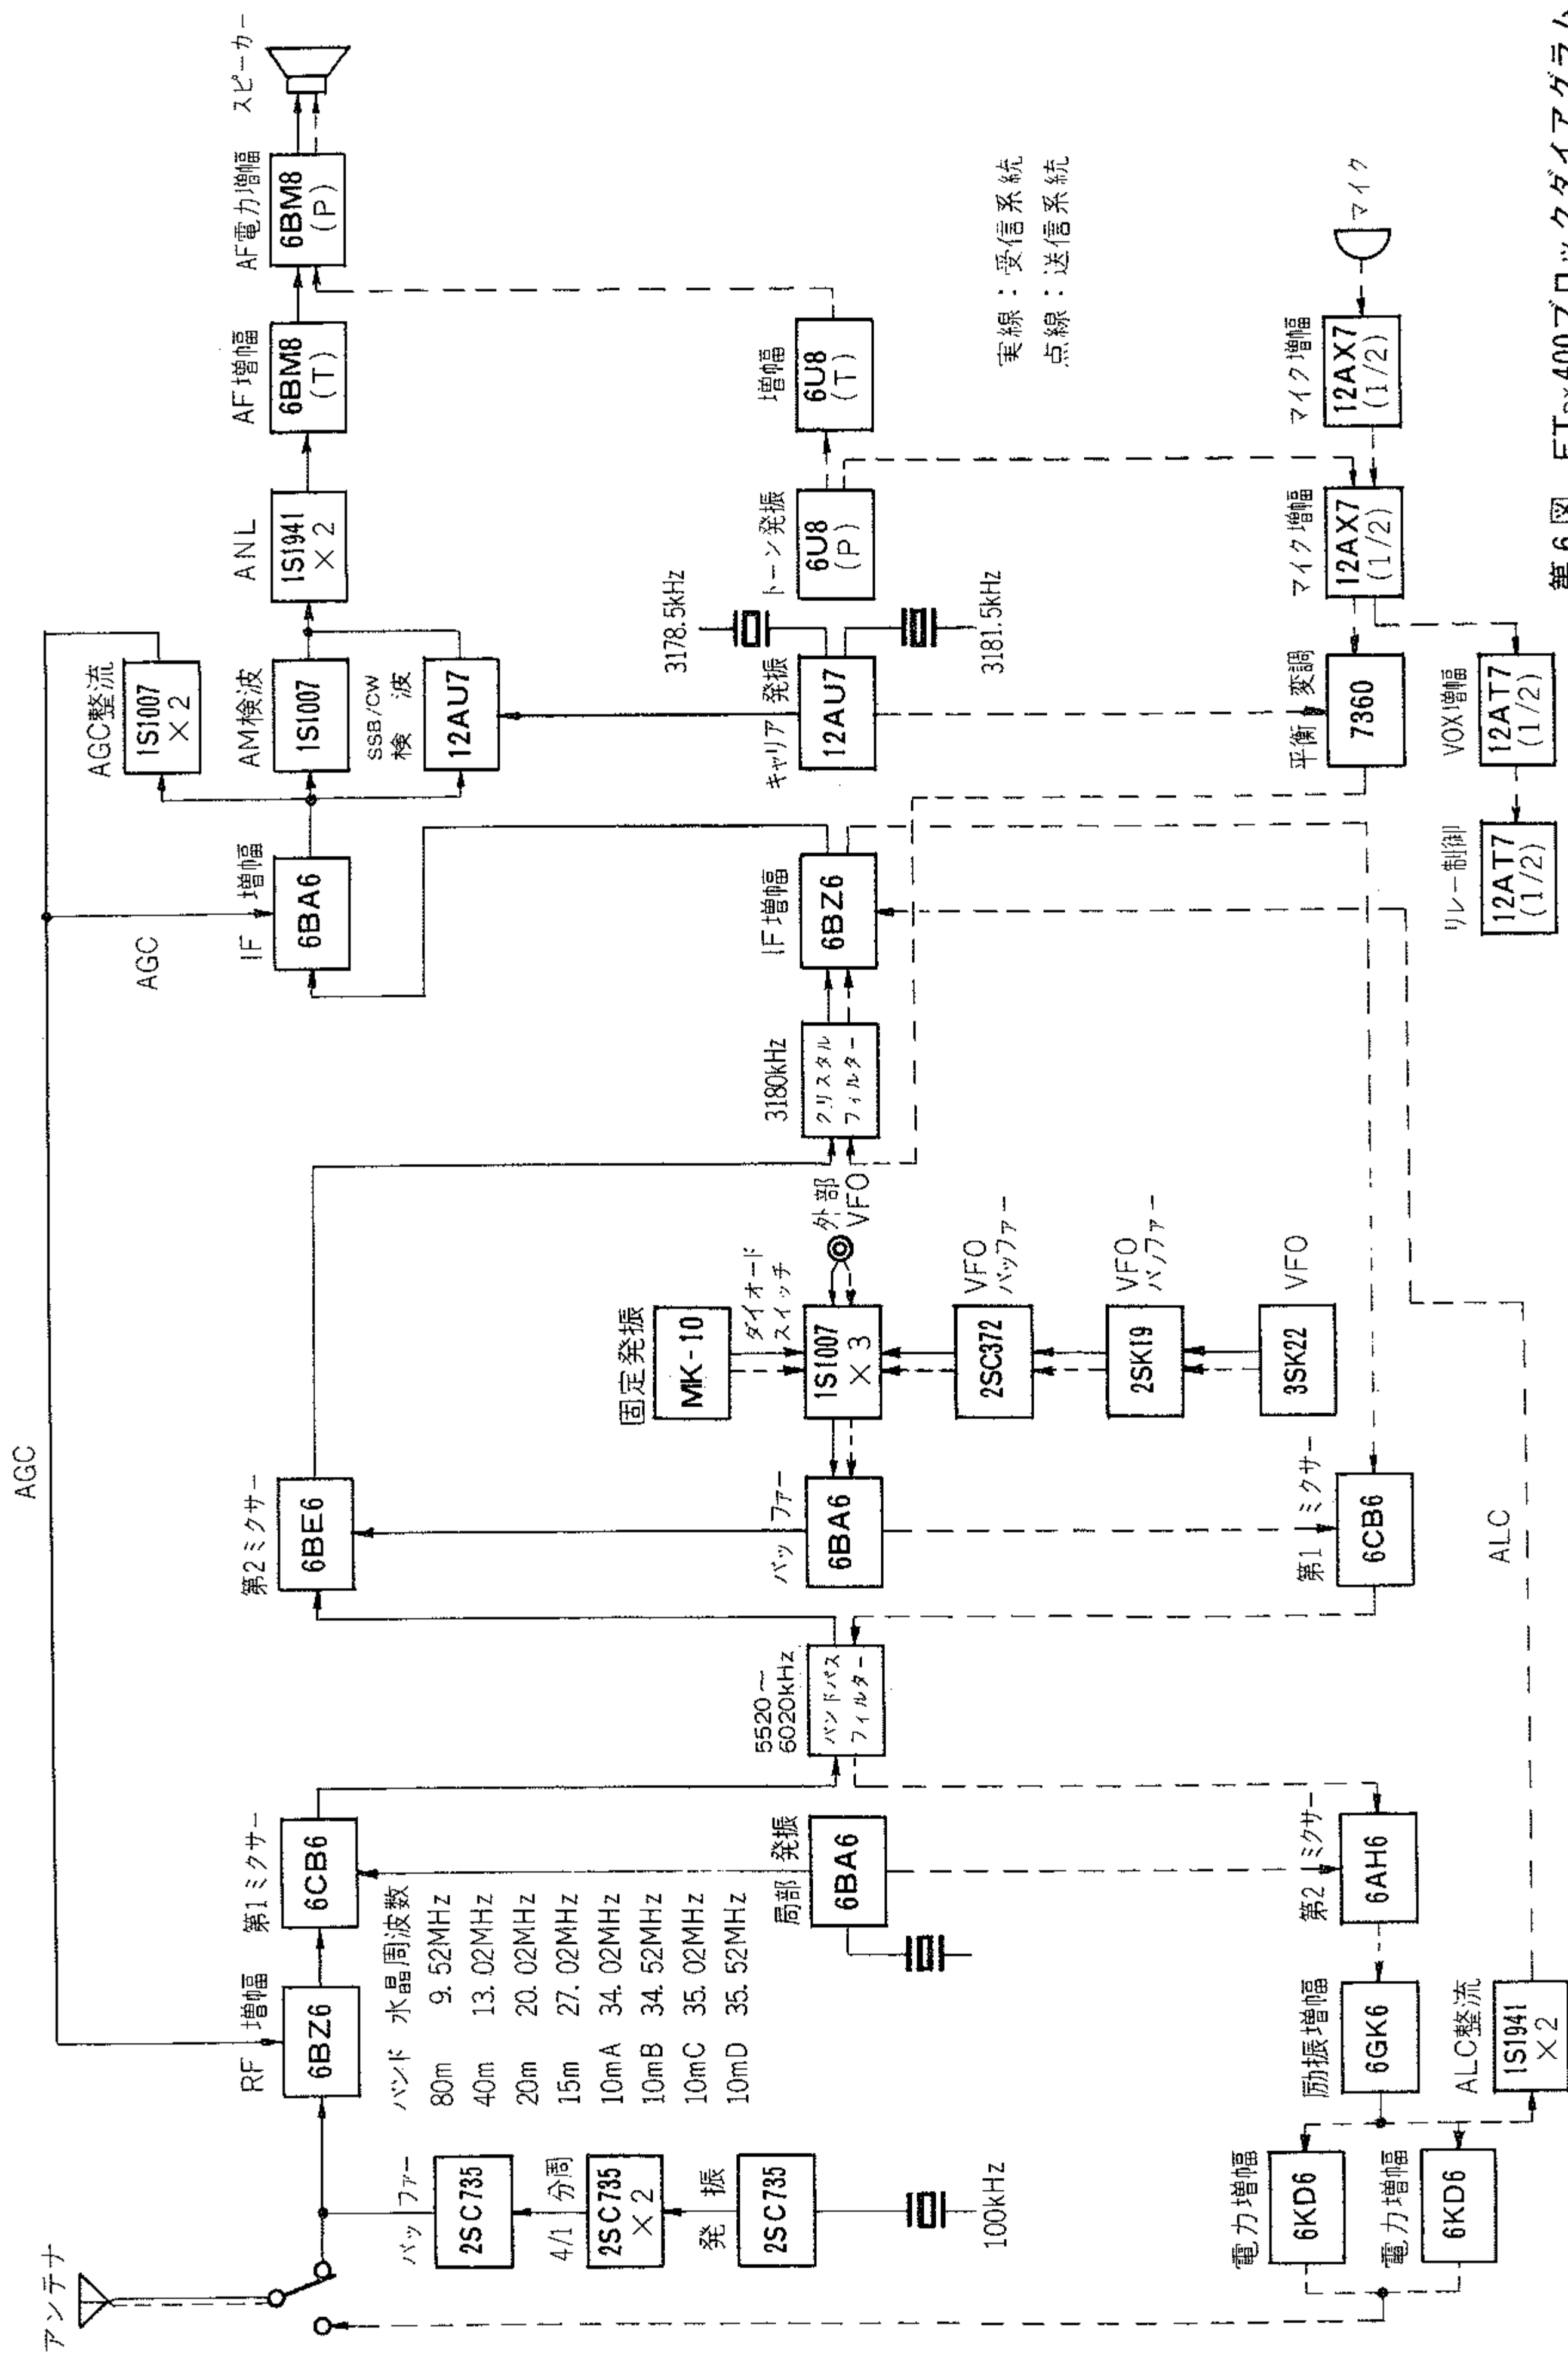 アンテナ
AGC
RF 増幅
6BZ6
第1ミクサー
6CB6
第2ミクサー
6BE6
AGC
IF 増幅
6BA6
AGC整流
1S1007
×2
AM検波
1S1007
SSB/CW
検 波
12AU7
ANL
1S1941
×2
AF増幅
6BM8
(T)
AF電力増幅
6BM8
(P)
スピーカー
バッファー
2SC735
4/1 分周
2SC735
×2
発 振
2SC735
100kHz
バンド 水晶周波数
80m 9.52MHz
40m 13.02MHz
20m 20.02MHz
15m 27.02MHz
10mA 34.02MHz
10mB 34.52MHz
10mC 35.02MHz
10mD 35.52MHz
局部 発振
6BA6
5520〜
6020kHz
バンドパス
フィルター
バッファー
6BA6
固定発振
MK-10
ダイオード
スイッチ
1S1007
×3
外部
VFO
VFO
バッファー
2SC372
VFO
バッファー
2SK19
VFO
3SK22
3180kHz
クリスタル
フィルター
IF増幅
6BZ6
キャリア 発振
12AU7
3178.5kHz
3181.5kHz
トーン発振
6U8
(P)
増幅
6U8
(T)
実線：受信系統
点線：送信系統
電力増幅
6KD6
電力増幅
6KD6
励振増幅
6GK6
ALC整流
1S1941
×2
第2 ミクサー
6AH6
ALC
第1 ミクサー
6CB6
平衡 変調
7360
マイク増幅
12AX7
(1/2)
マイク増幅
12AX7
(1/2)
マイク
リレー制御
12AT7
(1/2)
VOX増幅
12AT7
(1/2)
第6図 FTDX400ブロックダイアグラム